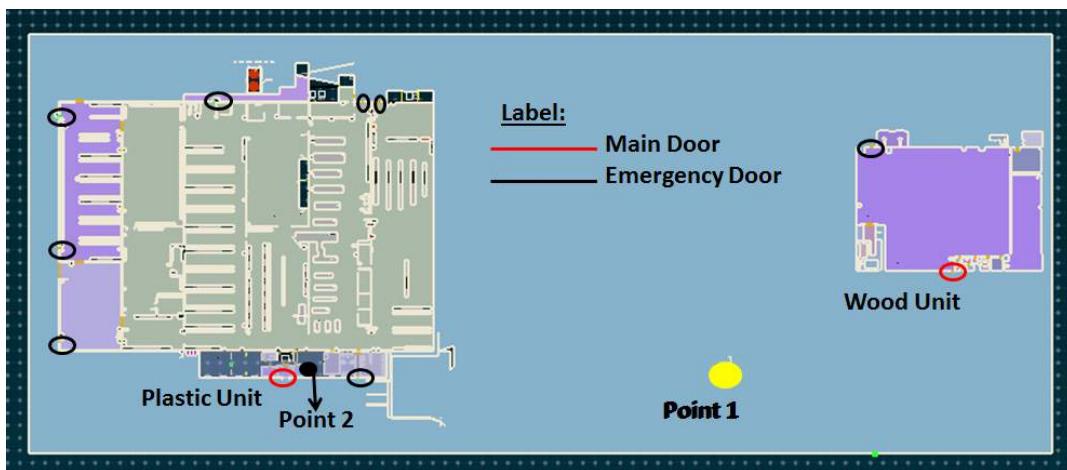 Label:
Main Door
Emergency Door
Wood Unit
Plastic Unit
Point 2
Point 1